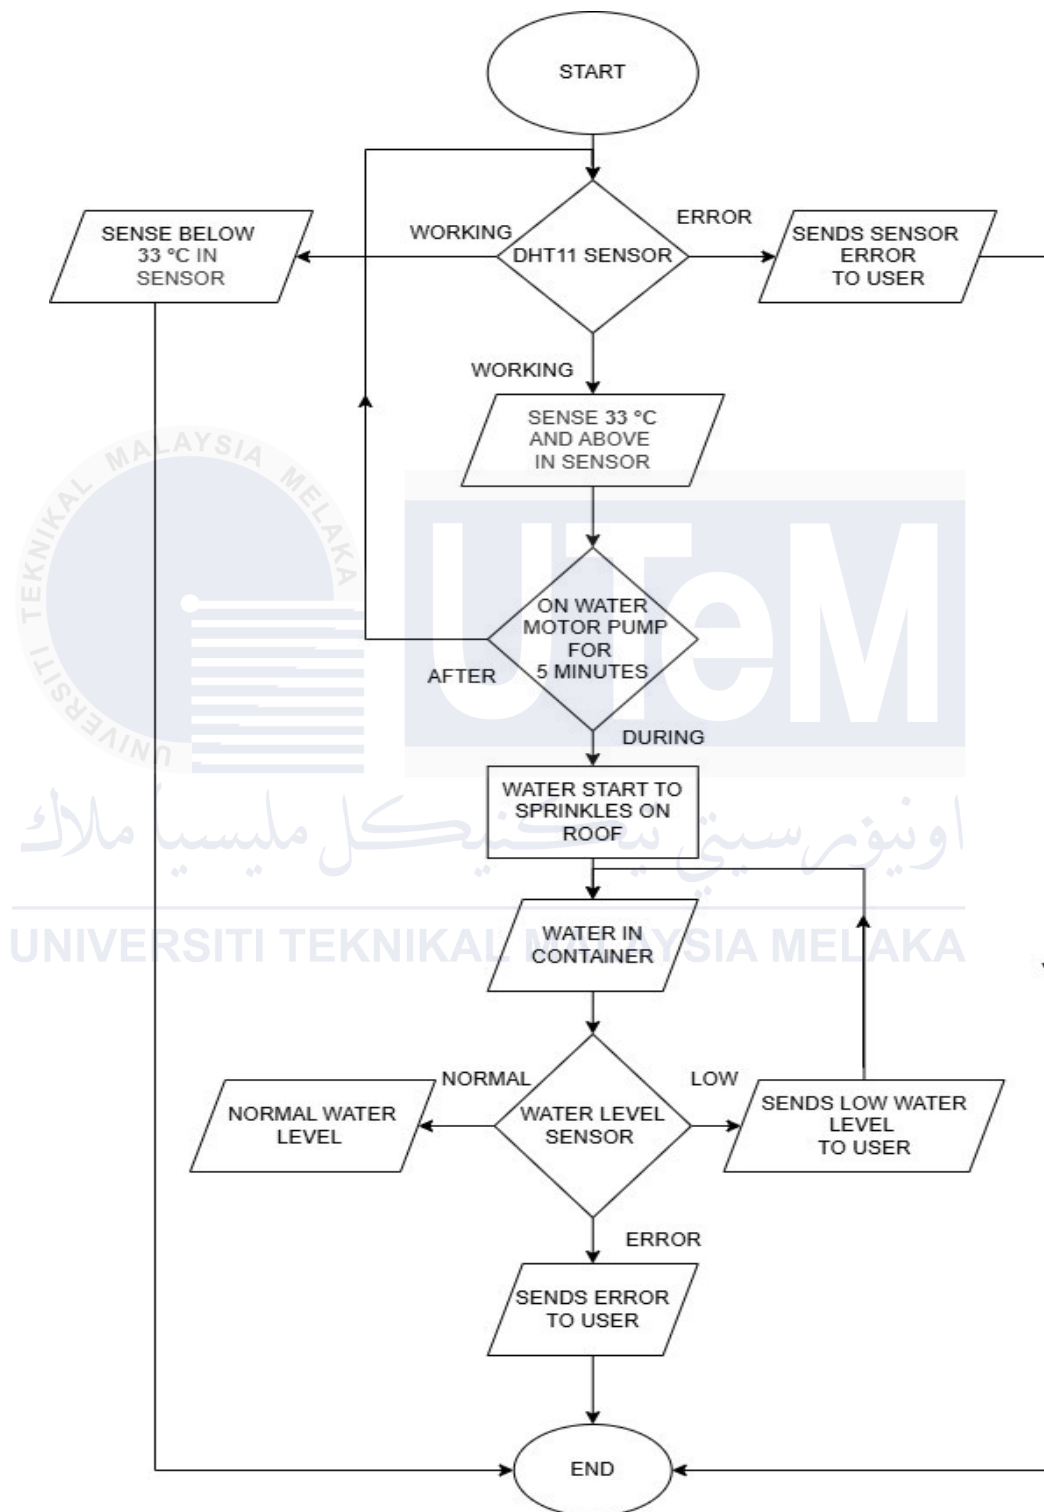 START
WORKING
ERROR
SENSE BELOW
33 °C IN
SENSOR
DHT11 SENSOR
SENDS SENSOR
ERROR
TO USER
WORKING
SENSE 33 °C
AND ABOVE
IN SENSOR
UNIVERSITI TEKNIKAL MALAYSIA MELAKA
UTeM
ON WATER
MOTOR PUMP
FOR
5 MINUTES
AFTER
DURING
WATER START TO
SPRINKLES ON
ROOF
اونيۏرسيتي تيكنيكل مليسيا ملاك
UNIVERSITI TEKNIKAL MALAYSIA MELAKA
WATER IN
CONTAINER
NORMAL
LOW
NORMAL WATER
LEVEL
WATER LEVEL
SENSOR
SENDS LOW WATER
LEVEL
TO USER
ERROR
SENDS ERROR
TO USER
END